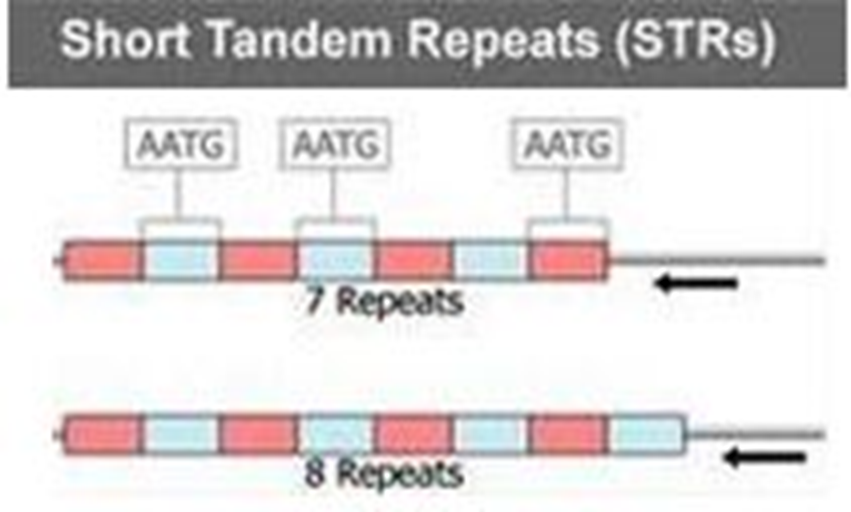 Short Tandem Repeats (STRs)
AATG AATG AATG
7 Repeats
8 Repeats